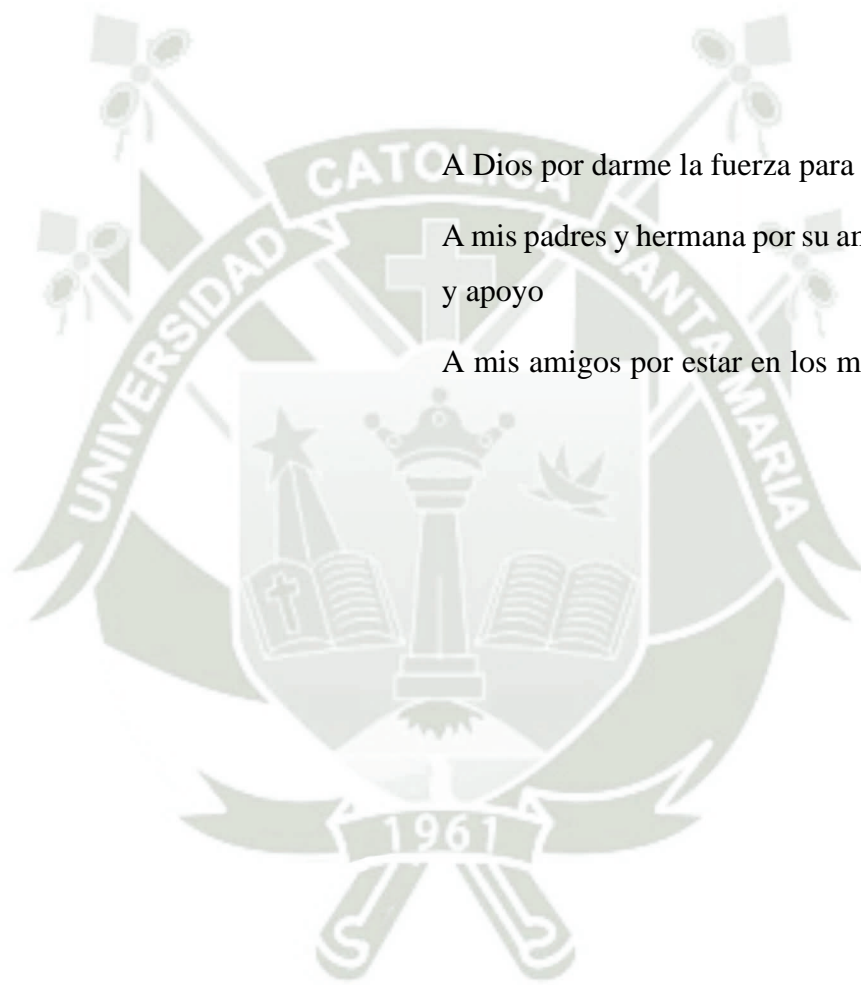 A Dios por darme la fuerza para
A mis padres y hermana por su
y apoyo
A mis amigos por estar en los
UNIVERSIDAD CATOLICA SANTA MARIA
1961